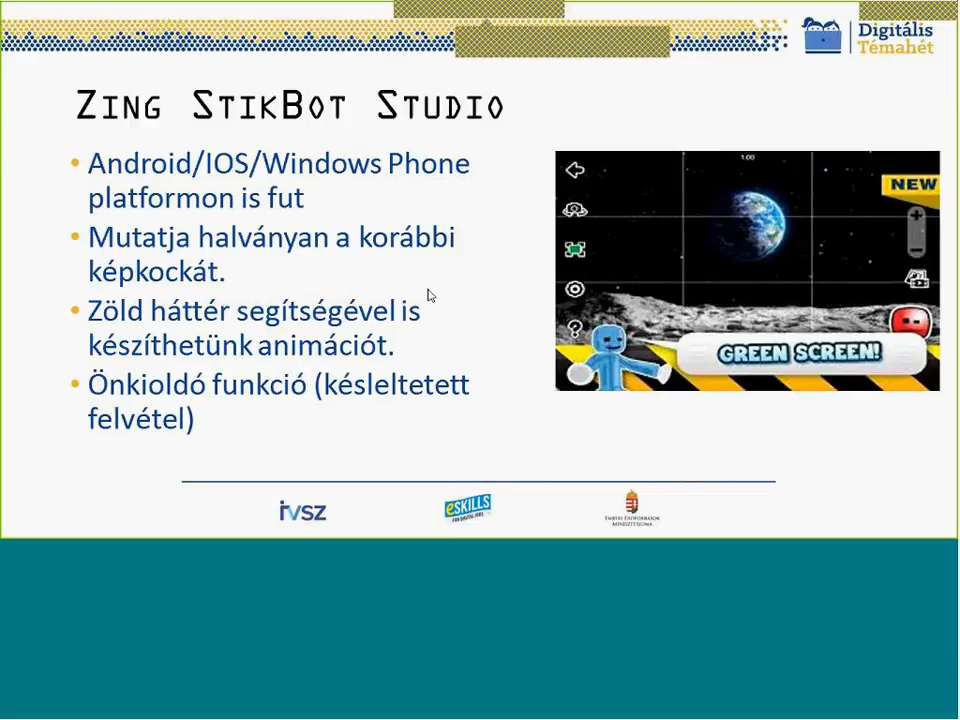 Digitális
Témahét
Zing StikBot Studio
• Android/IOS/Windows Phone
platformon is fut
• Mutatja halványan a korábbi
képkockát.
• Zöld háttér segítségével is
készíthetünk animációt.
• Önkioldó funkció (késleltetett
felvétel)
1.00
NEW
GREEN SCREEN!
IVSZ
eSKILLS
FOR DIGITAL JOBS
Emberi Erőforrások
Minisztériuma